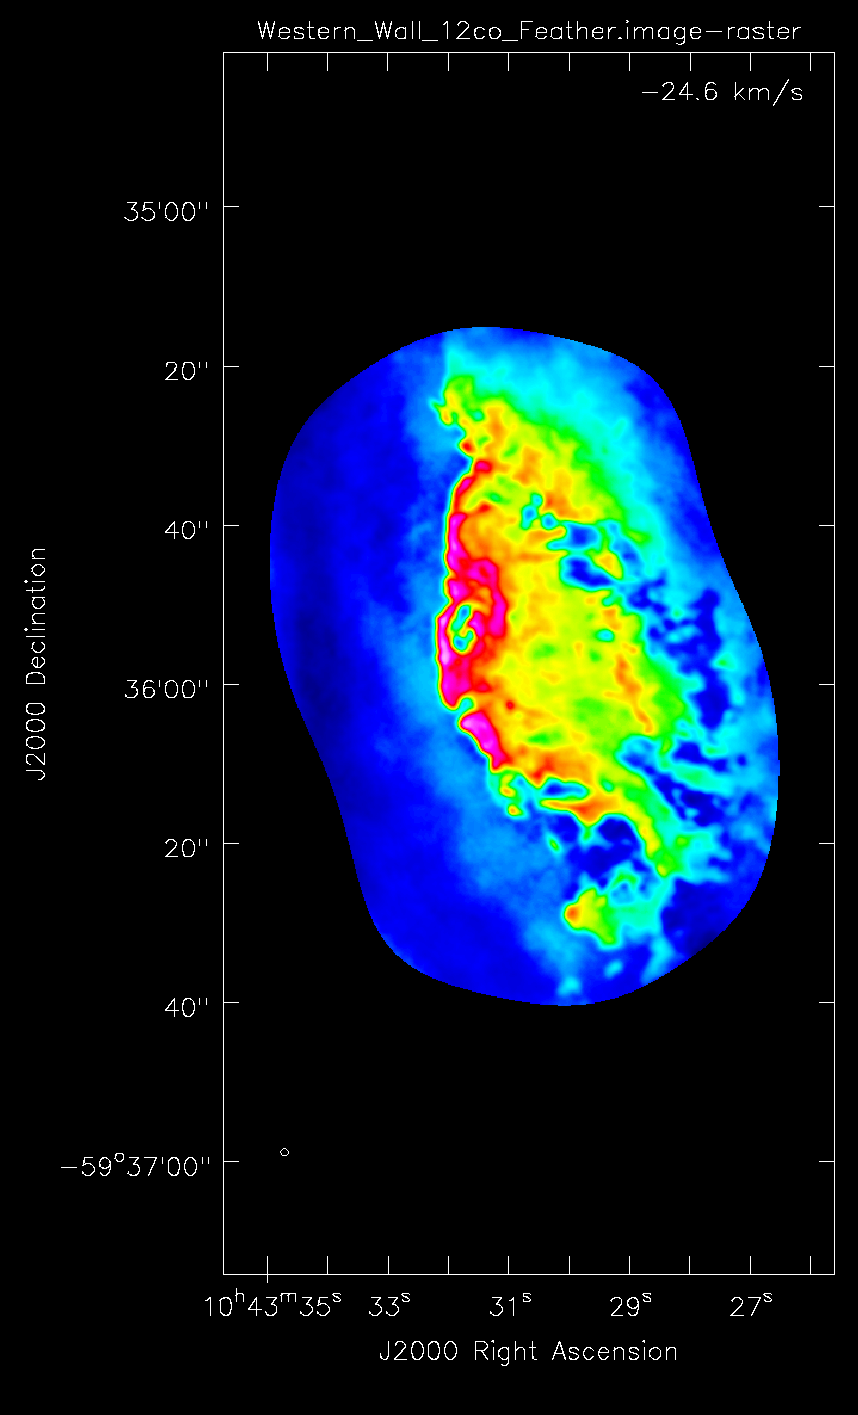 Western_Wall_12co_Feather.image-raster
-24.6 km/s
35'00"
20"
40"
36'00"
20"
40"
-59°37'00"
J2000 Declination
10ʰ43ᵐ35ˢ 33ˢ 31ˢ 29ˢ 27ˢ
J2000 Right Ascension